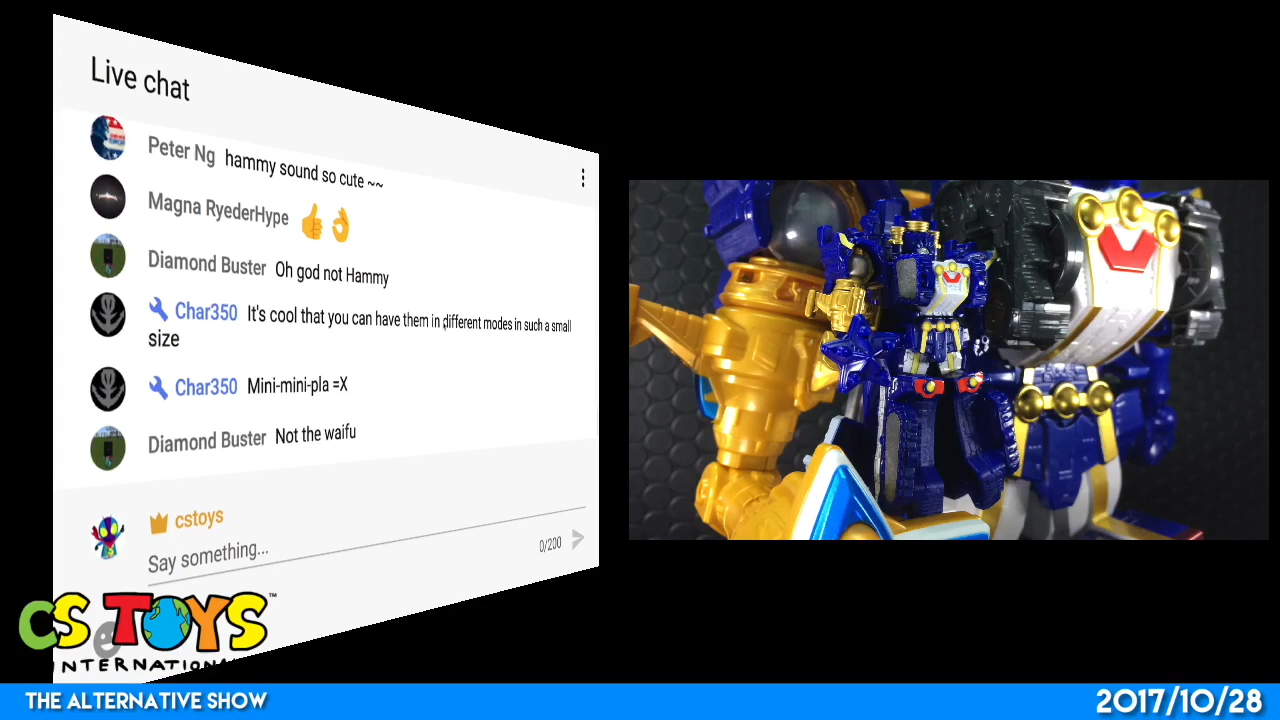 Live chat
Peter Ng hammy sound so cute ~~
Magna RyederHype 👍👌
Diamond Buster Oh god not Hammy
Char350 It's cool that you can have them in different modes in such a small
size
Char350 Mini-mini-pla =X
Diamond Buster Not the waifu
cstoys
Say something...
0/200
CS TOYS™
INTERNATIONAL
THE ALTERNATIVE SHOW
2017/10/28